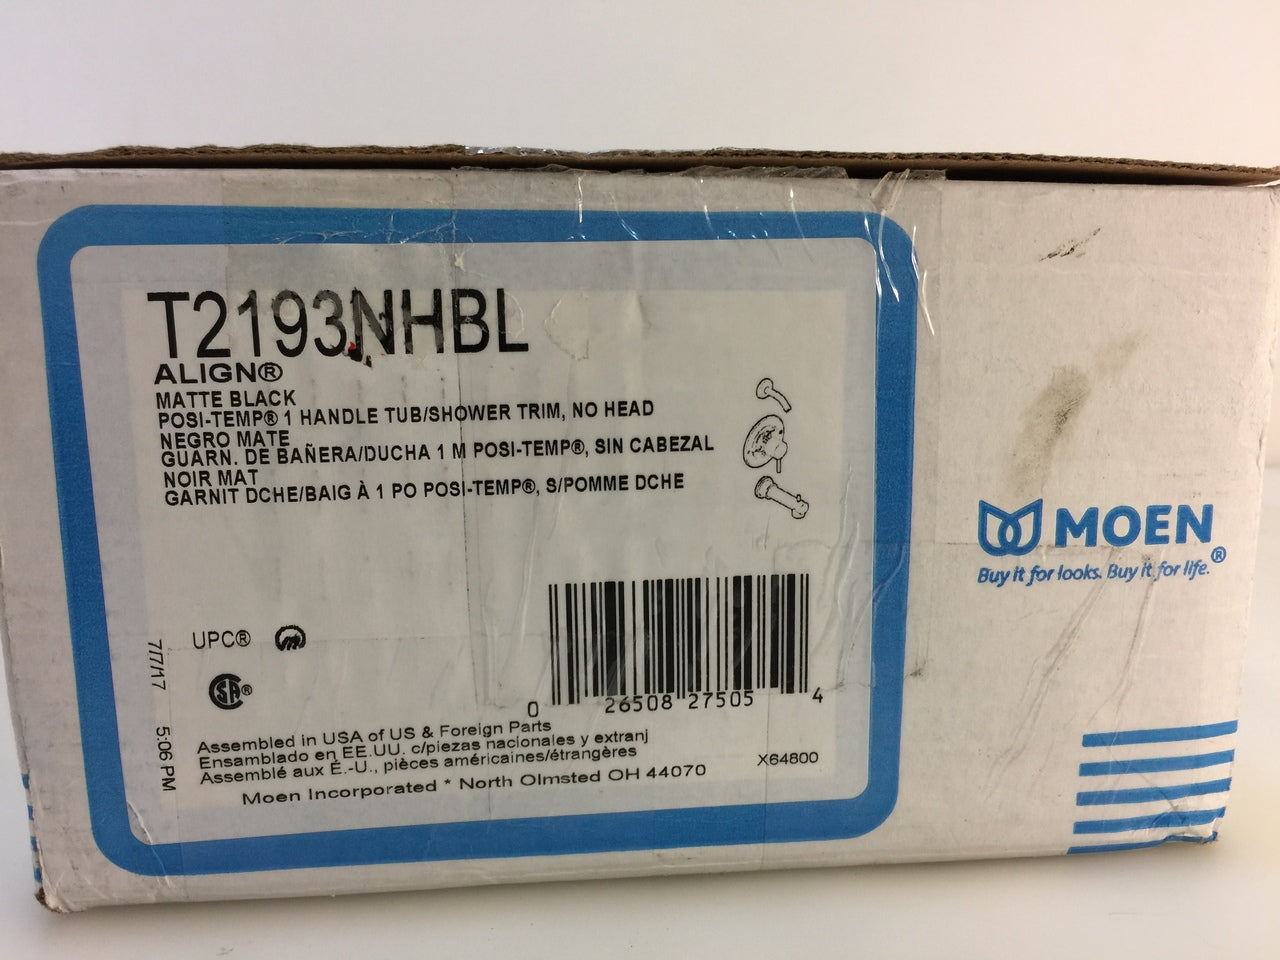 T2193NHBL
ALIGN®
MATTE BLACK
POSI-TEMP® 1 HANDLE TUB/SHOWER TRIM, NO HEAD
NEGRO MATE
GUARN. DE BAÑERA/DUCHA 1 M POSI-TEMP®, SIN CABEZAL
NOIR MAT
GARNIT DCHE/BAIG À 1 PO POSI-TEMP®, S/POMME DCHE
MOEN
Buy it for looks. Buy it for life.®
UPC®
SA®
7/7/17 5:06 PM
0 26508 27505 4
Assembled in USA of US & Foreign Parts
Ensamblado en EE.UU. c/piezas nacionales y extranj
Assemblé aux É.-U., pièces américaines/étrangères
X64800
Moen Incorporated * North Olmsted OH 44070